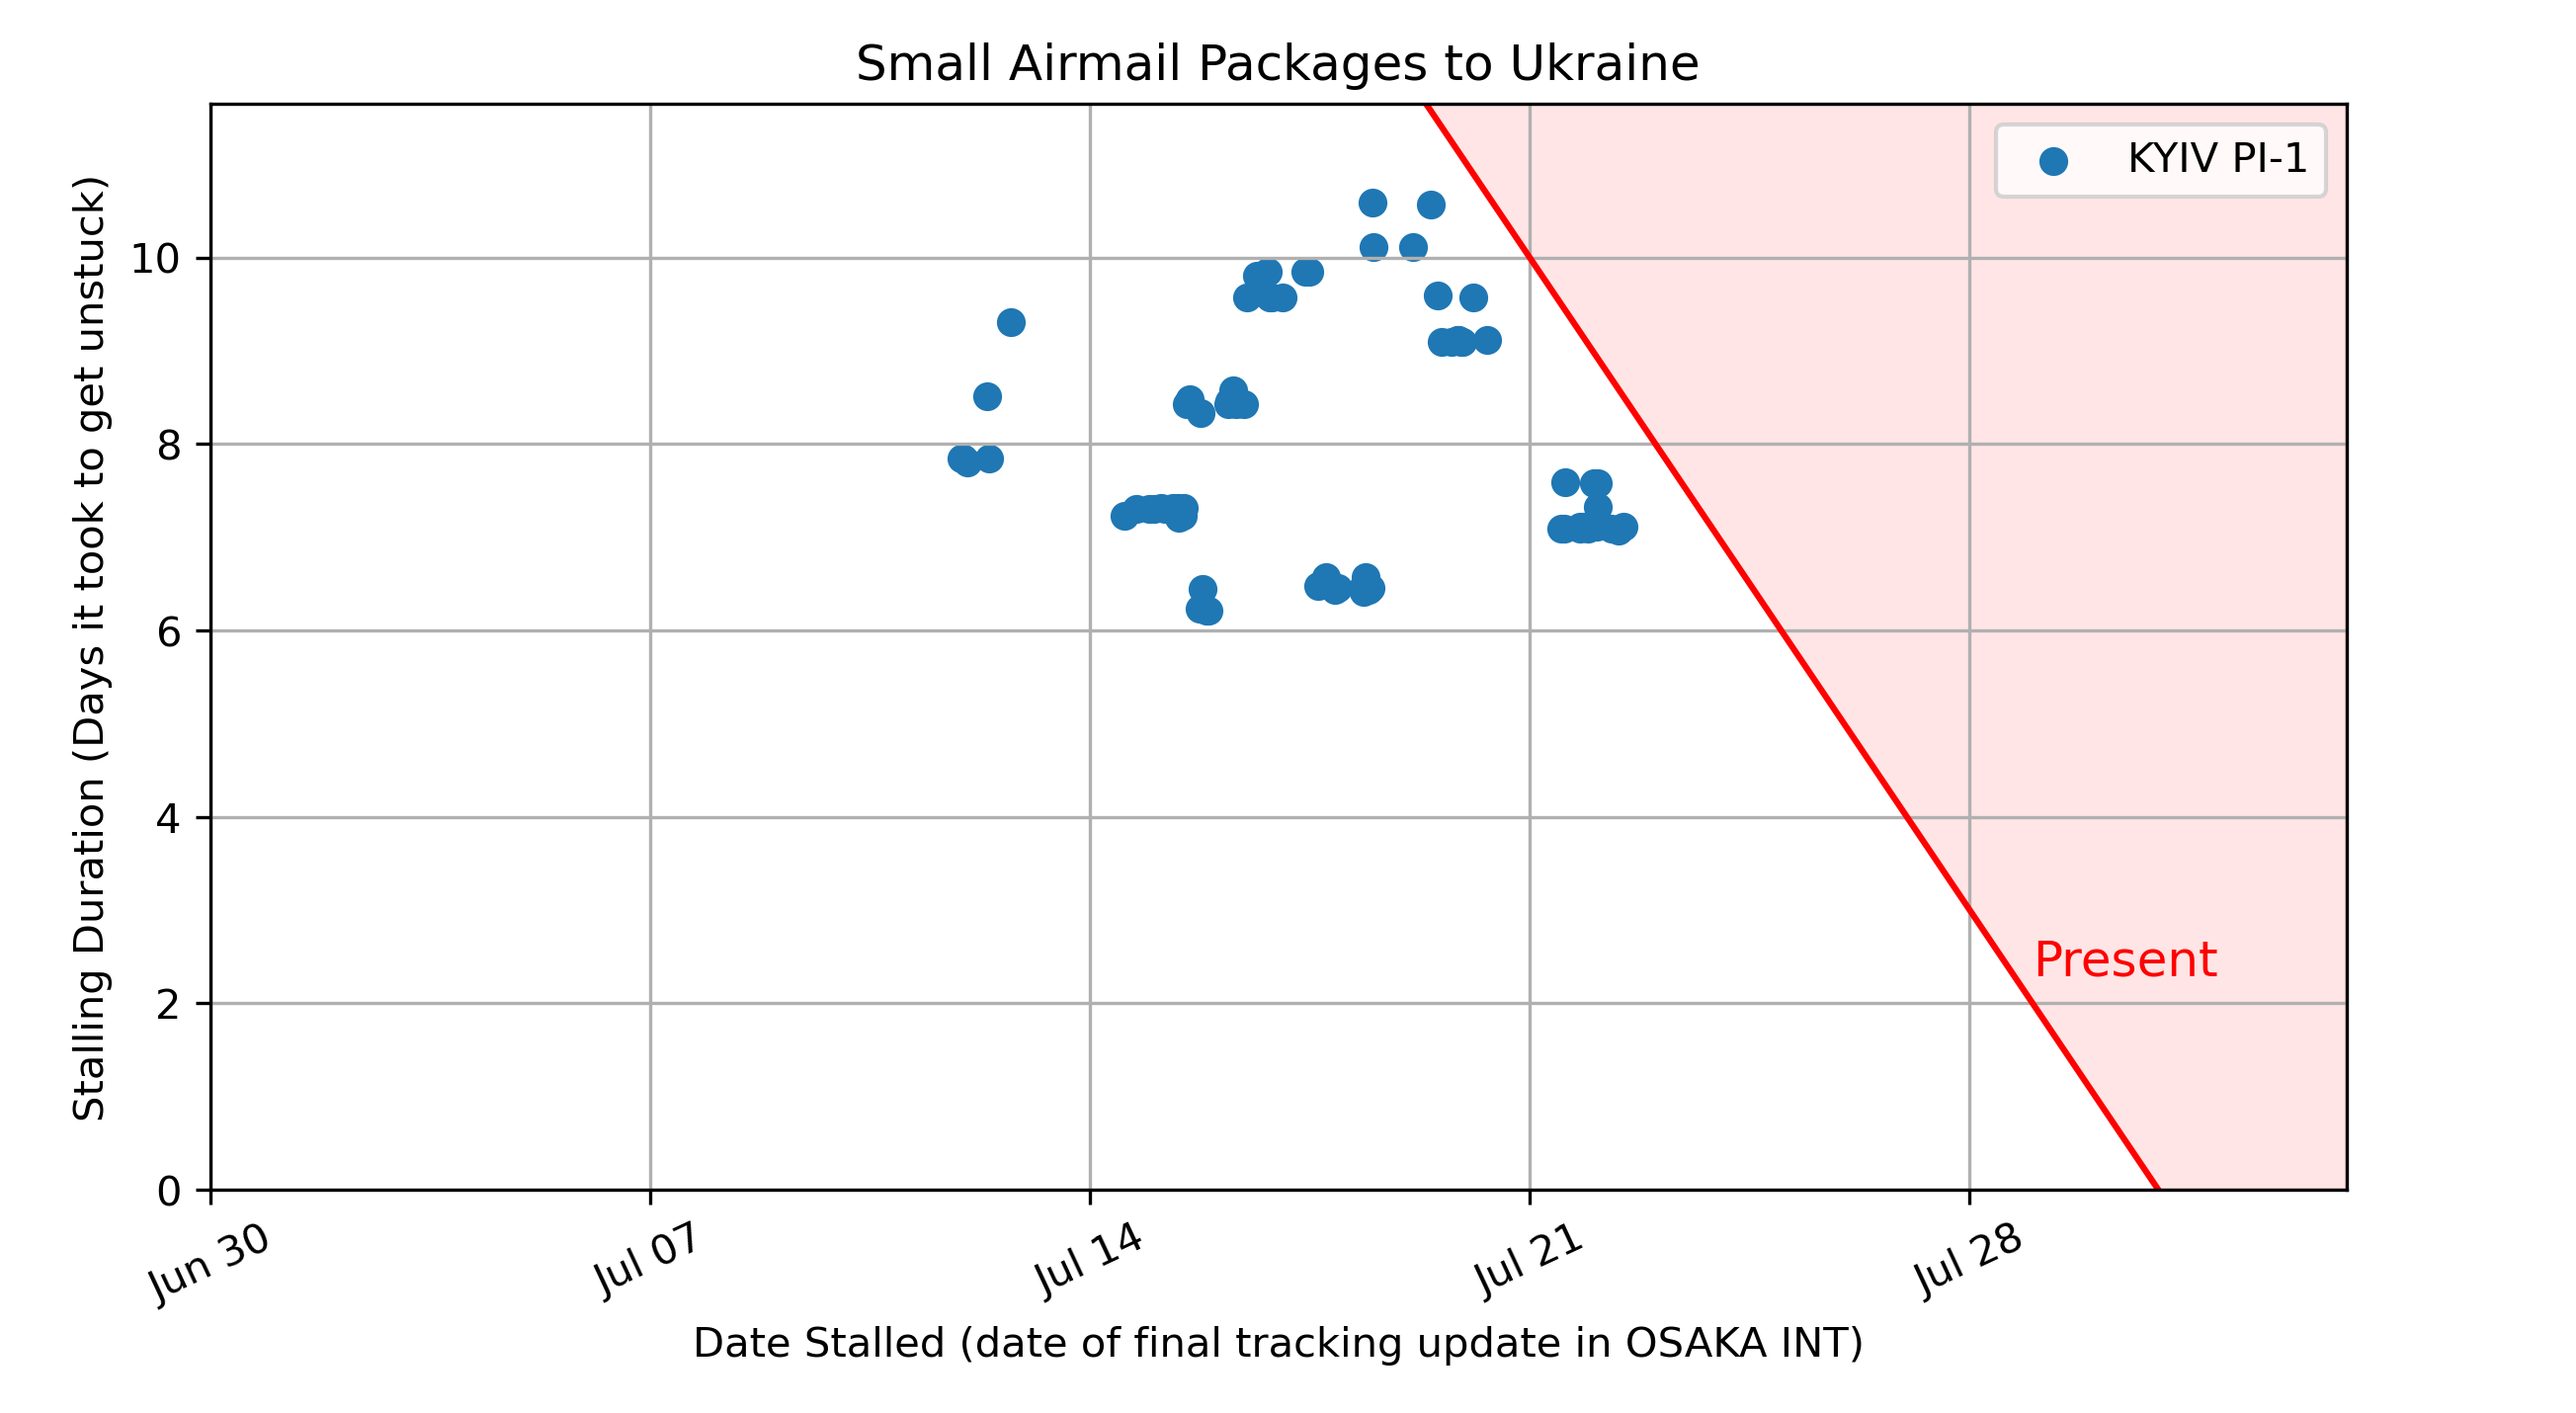 Small Airmail Packages to Ukraine
KYIV PI-1
Stalling Duration (Days it took to get unstuck)
10
8
6
4
2
0
Present
Jun 30
Jul 07
Jul 14
Jul 21
Jul 28
Date Stalled (date of final tracking update in OSAKA INT)